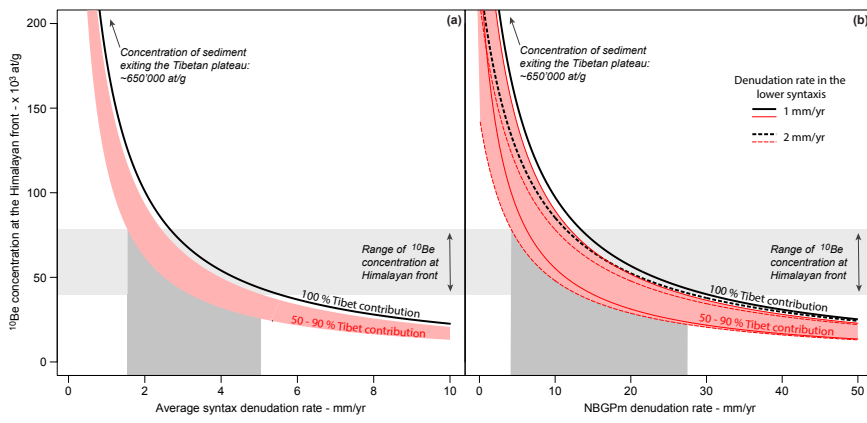 (a)
200
150
100
50
0
¹⁰Be concentration at the Himalayan front - x 10³ at/g
Concentration of sediment
exiting the Tibetan plateau:
~650'000 at/g
Range of ¹⁰Be
concentration at
Himalayan front
100 % Tibet contribution
50 - 90 % Tibet contribution
0 2 4 6 8 10
Average syntax denudation rate - mm/yr
(b)
Concentration of sediment
exiting the Tibetan plateau:
~650'000 at/g
Denudation rate in the
lower syntaxis
1 mm/yr
2 mm/yr
Range of ¹⁰Be
concentration at
Himalayan front
100 % Tibet contribution
50 - 90 % Tibet contribution
0 10 20 30 40 50
NBGPm denudation rate - mm/yr